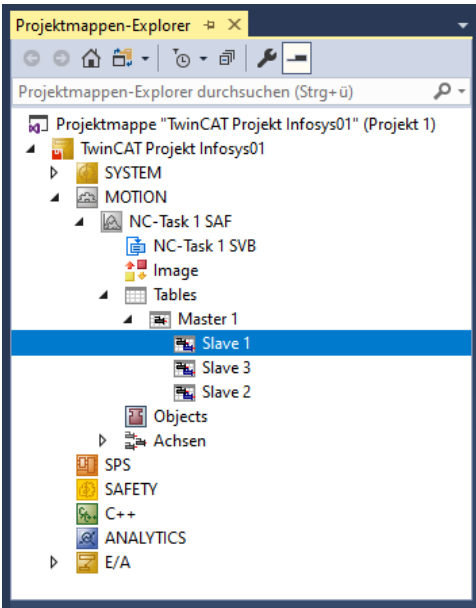 Projektmappen-Explorer
Projektmappen-Explorer durchsuchen (Strg+ü)
Projektmappe "TwinCAT Projekt Infosys01" (Projekt 1)
TwinCAT Projekt Infosys01
SYSTEM
MOTION
NC-Task 1 SAF
NC-Task 1 SVB
Image
Tables
Master 1
Slave 1
Slave 3
Slave 2
Objects
Achsen
SPS
SAFETY
C++
ANALYTICS
E/A